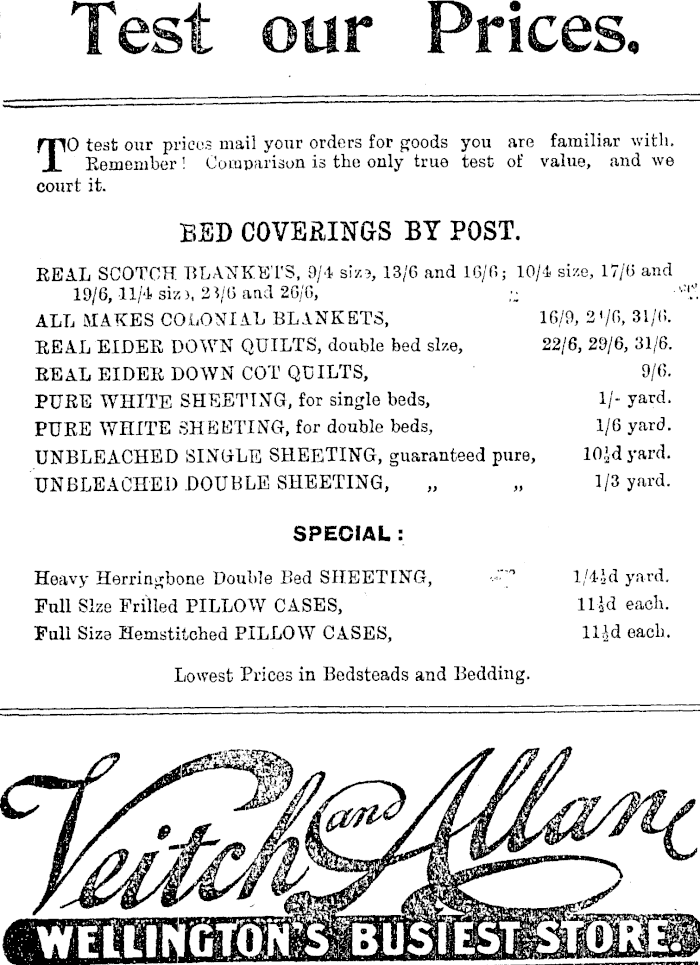 Test our Prices.
TO test our prices mail your orders for goods you are familiar with.
Remember! Comparison is the only true test of value, and we
court it.
BED COVERINGS BY POST.
REAL SCOTCH BLANKETS, 9/4 size, 13/6 and 16/6; 10/4 size, 17/6 and
19/6, 11/4 size, 23/6 and 26/6,
ALL MAKES COLONIAL BLANKETS, 16/9, 31/6.
REAL EIDER DOWN QUILTS, double bed size, 22/6, 29/6, 31/6.
REAL EIDER DOWN COT QUILTS, 9/6.
PURE WHITE SHEETING, for single beds, 1/- yard.
PURE WHITE SHEETING, for double beds, 1/6 yard.
UNBLEACHED SINGLE SHEETING, guaranteed pure, 10½d yard.
UNBLEACHED DOUBLE SHEETING, „ „ 1/3 yard.
SPECIAL:
Heavy Herringbone Double Bed SHEETING, 1/4½d yard.
Full Size Frilled PILLOW CASES, 11½d each.
Full Size Hemstitched PILLOW CASES, 11½d each.
Lowest Prices in Bedsteads and Bedding.
Veitch and Allan
WELLINGTON'S BUSIEST STORE.